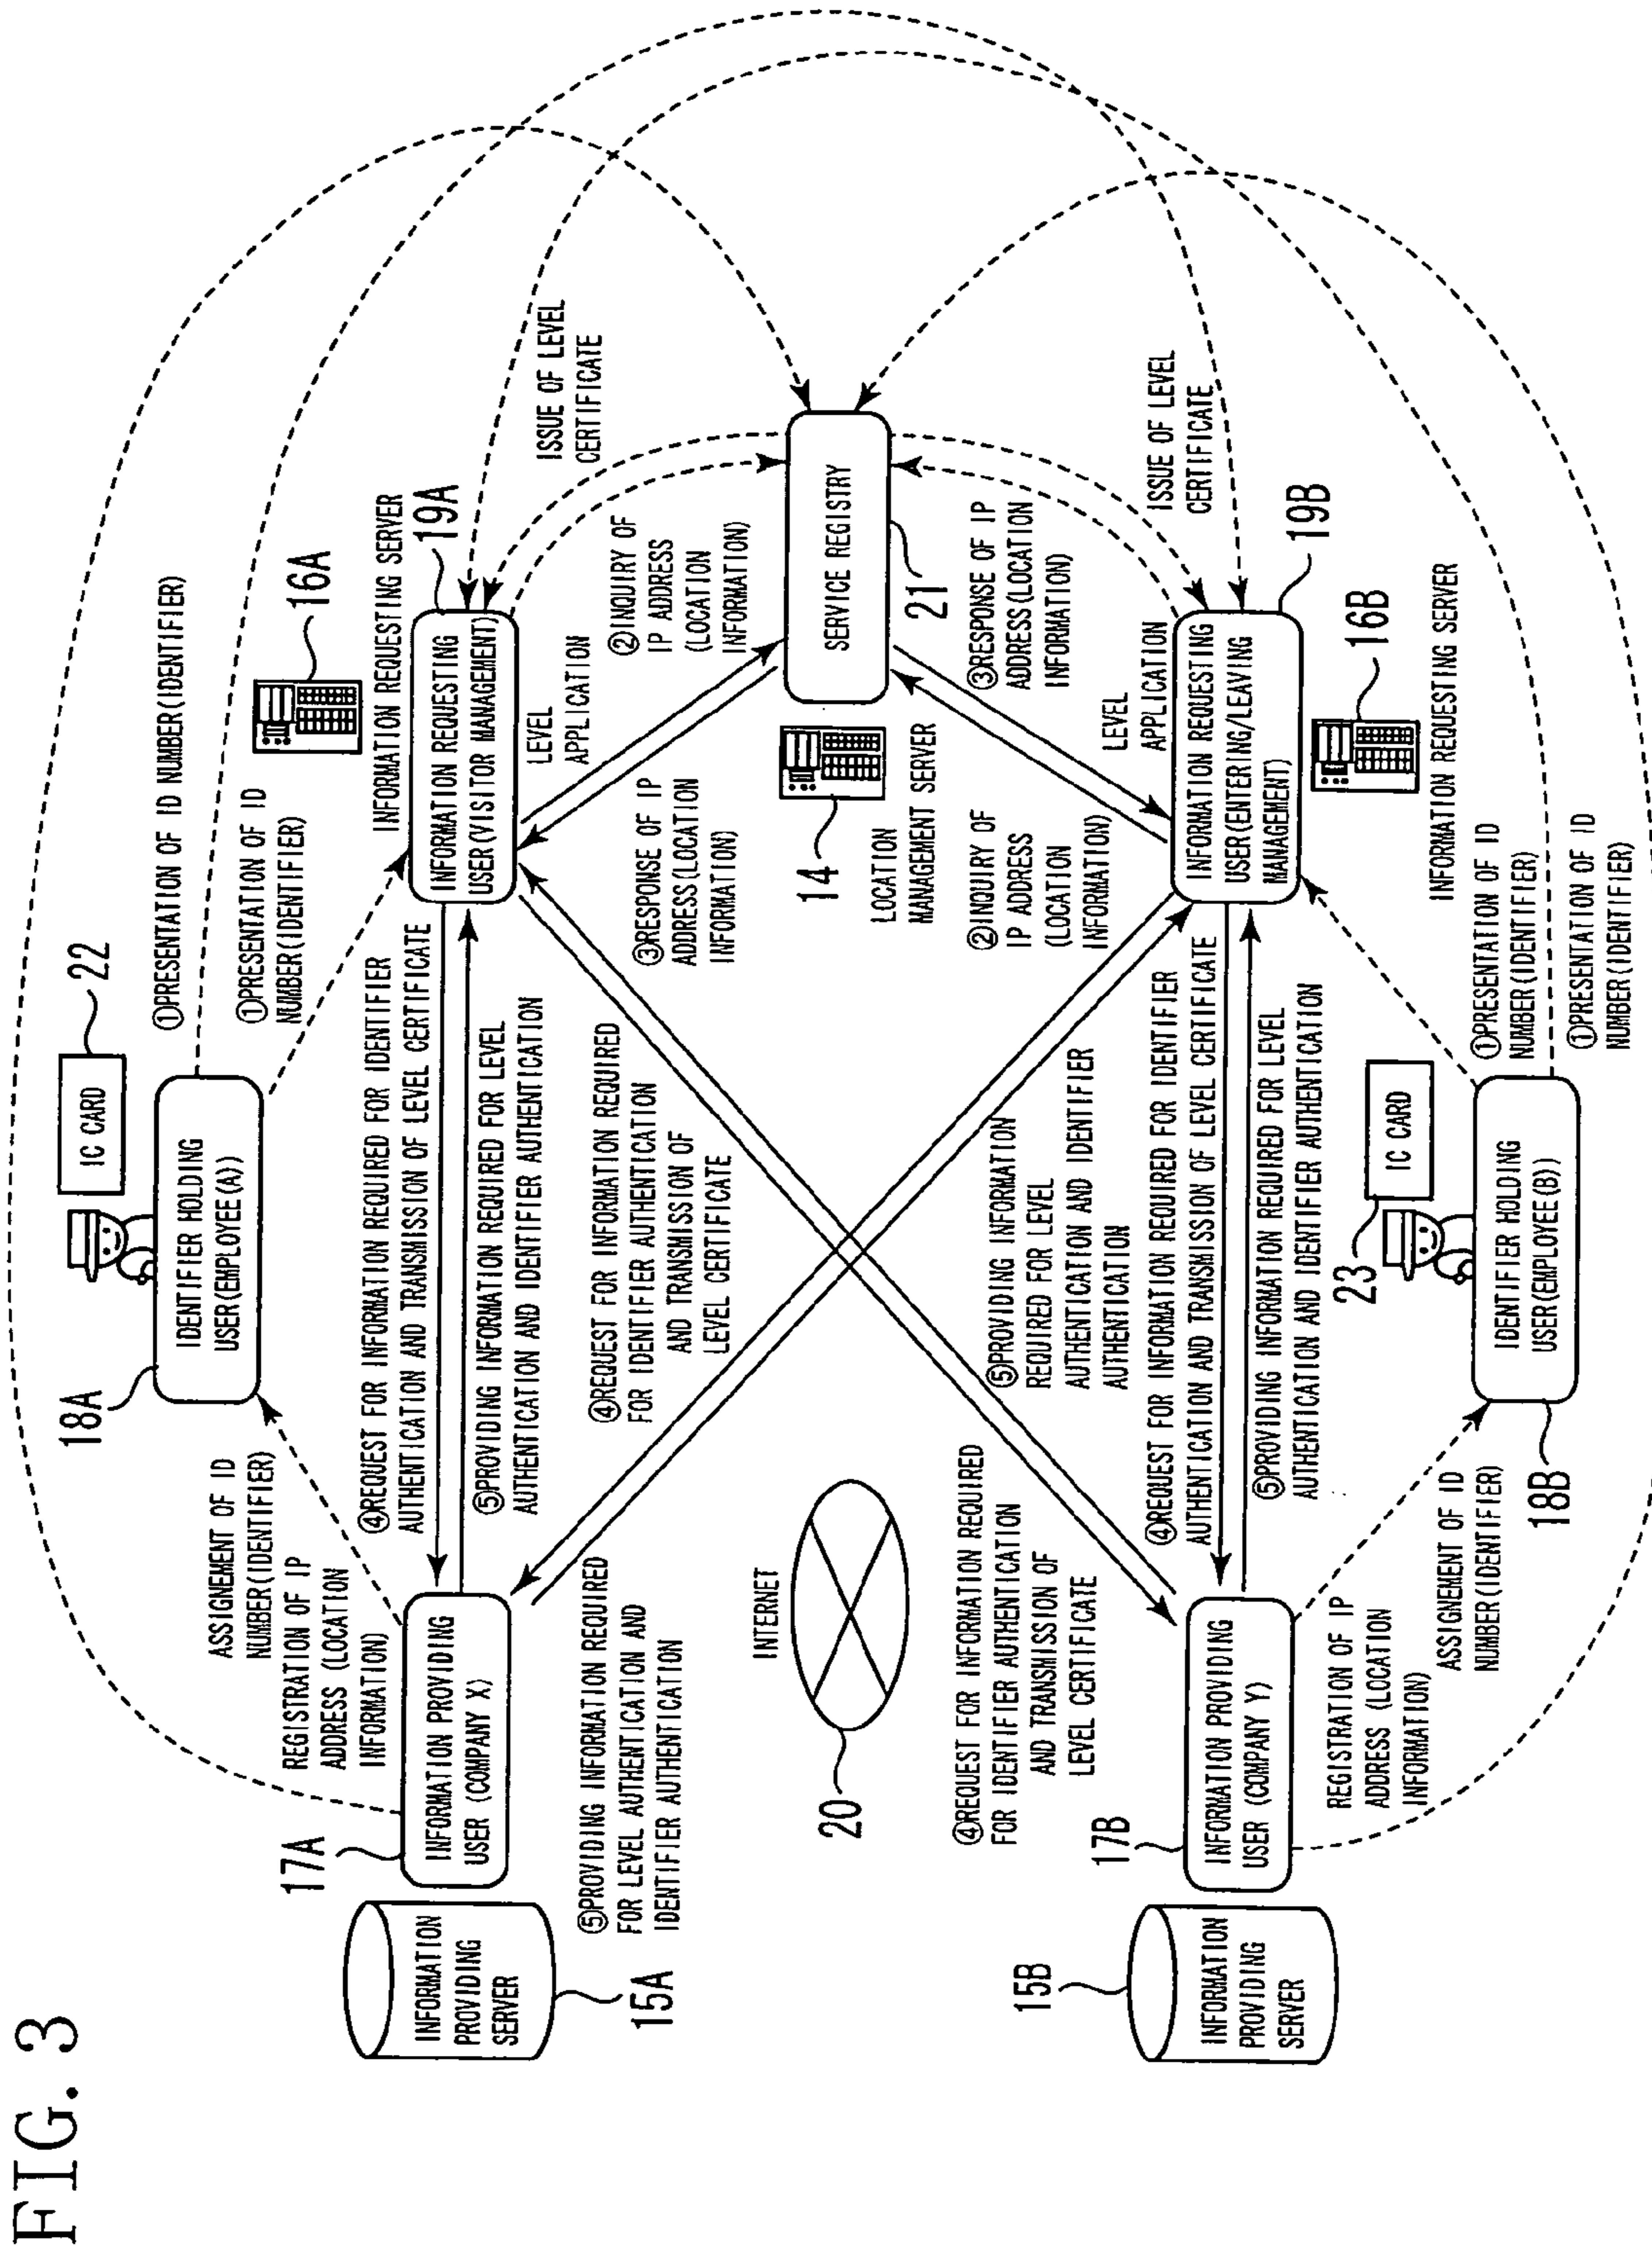 FIG. 3
①PRESENTATION OF ID NUMBER(IDENTIFIER)
22
IC CARD
18A
IDENTIFIER HOLDING
USER(EMPLOYEE(A))
①PRESENTATION OF ID
NUMBER(IDENTIFIER)
16A
INFORMATION REQUESTING SERVER
19A
INFORMATION REQUESTING
USER(VISITOR MANAGEMENT)
ASSIGNEMENT OF ID
NUMBER(IDENTIFIER)
REGISTRATION OF IP
ADDRESS (LOCATION
INFORMATION)
④REQUEST FOR INFORMATION REQUIRED FOR IDENTIFIER
AUTHENTICATION AND TRANSMISSION OF LEVEL CERTIFICATE
⑤PROVIDING INFORMATION REQUIRED FOR LEVEL
AUTHENTICATION AND IDENTIFIER AUTHENTICATION
17A
INFORMATION PROVIDING
USER (COMPANY X)
INFORMATION
PROVIDING
SERVER
15A
ISSUE OF LEVEL
CERTIFICATE
LEVEL
APPLICATION
②INQUIRY OF
IP ADDRESS
(LOCATION
INFORMATION)
③RESPONSE OF IP
ADDRESS(LOCATION
INFORMATION)
④REQUEST FOR INFORMATION REQUIRED
FOR IDENTIFIER AUTHENTICATION
AND TRANSMISSION OF
LEVEL CERTIFICATE
⑤PROVIDING INFORMATION REQUIRED
FOR LEVEL AUTHENTICATION AND
IDENTIFIER AUTHENTICATION
INTERNET
20
14
LOCATION
MANAGEMENT SERVER
SERVICE REGISTRY
21
③RESPONSE OF IP
ADDRESS(LOCATION
INFORMATION)
②INQUIRY OF
IP ADDRESS
(LOCATION
INFORMATION)
LEVEL
APPLICATION
ISSUE OF LEVEL
CERTIFICATE
⑤PROVIDING INFORMATION
REQUIRED FOR LEVEL
AUTHENTICATION AND IDENTIFIER
AUTHENTICATION
④REQUEST FOR INFORMATION REQUIRED
FOR IDENTIFIER AUTHENTICATION
AND TRANSMISSION OF
LEVEL CERTIFICATE
④REQUEST FOR INFORMATION REQUIRED FOR IDENTIFIER
AUTHENTICATION AND TRANSMISSION OF LEVEL CERTIFICATE
⑤PROVIDING INFORMATION REQUIRED FOR LEVEL
AUTHENTICATION AND IDENTIFIER AUTHENTICATION
19B
INFORMATION REQUESTING
USER(ENTERING/LEAVING
MANAGEMENT)
16B
INFORMATION REQUESTING SERVER
17B
INFORMATION PROVIDING
USER (COMPANY Y)
15B
INFORMATION
PROVIDING
SERVER
REGISTRATION OF IP
ADDRESS (LOCATION
INFORMATION)
ASSIGNEMENT OF ID
NUMBER(IDENTIFIER)
23
IC CARD
IDENTIFIER HOLDING
USER(EMPLOYEE(B))
18B
①PRESENTATION OF ID
NUMBER(IDENTIFIER)
①PRESENTATION OF ID
NUMBER(IDENTIFIER)